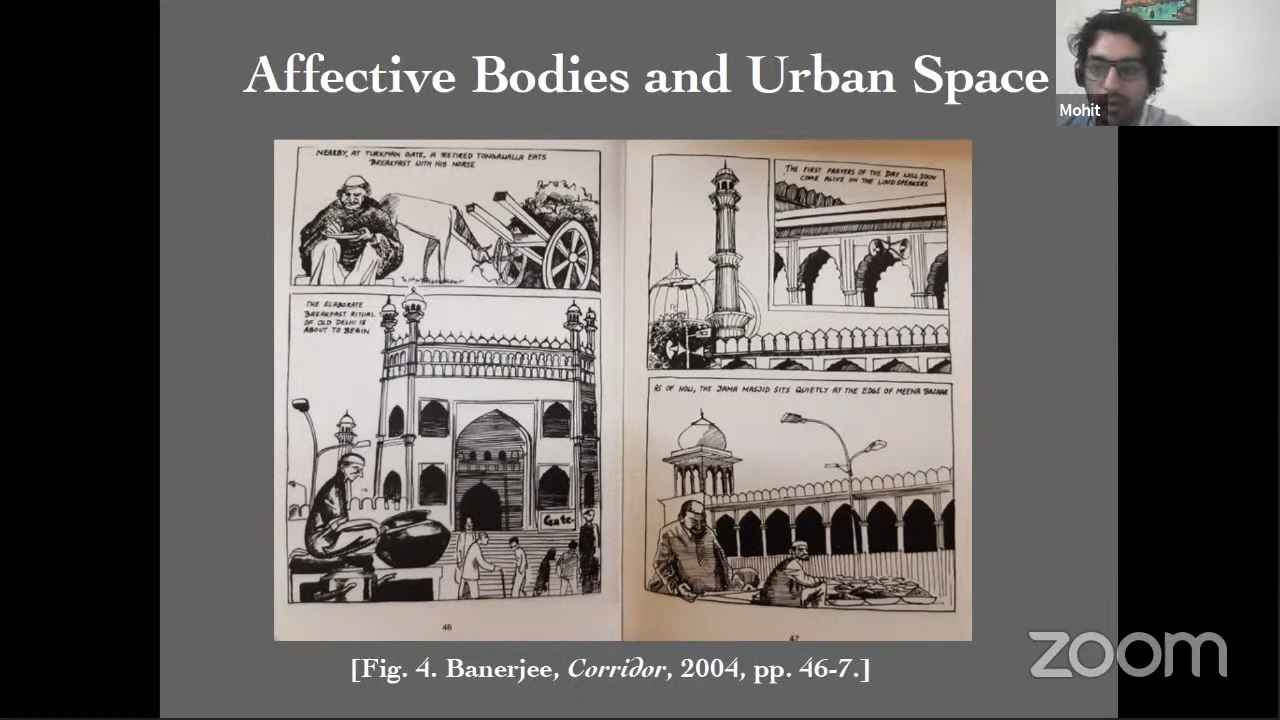 Affective Bodies and Urban Space
Mohit
NEARBY, AT TURKMAN GATE, A RETIRED TONGAWALLA EATS
BREAKFAST WITH HIS HORSE
THE ELABORATE
BREAKFAST RITUAL
OF OLD DELHI IS
ABOUT TO BEGIN
Gate
46
THE FIRST PRAYERS OF THE DAY WILL SOON
COME ALIVE ON THE LOUDSPEAKERS
AS OF NOW, THE JAMA MASJID SITS QUIETLY AT THE EDGE OF MEENA BAZAAR
47
[Fig. 4. Banerjee, Corridor, 2004, pp. 46-7.]
zoom